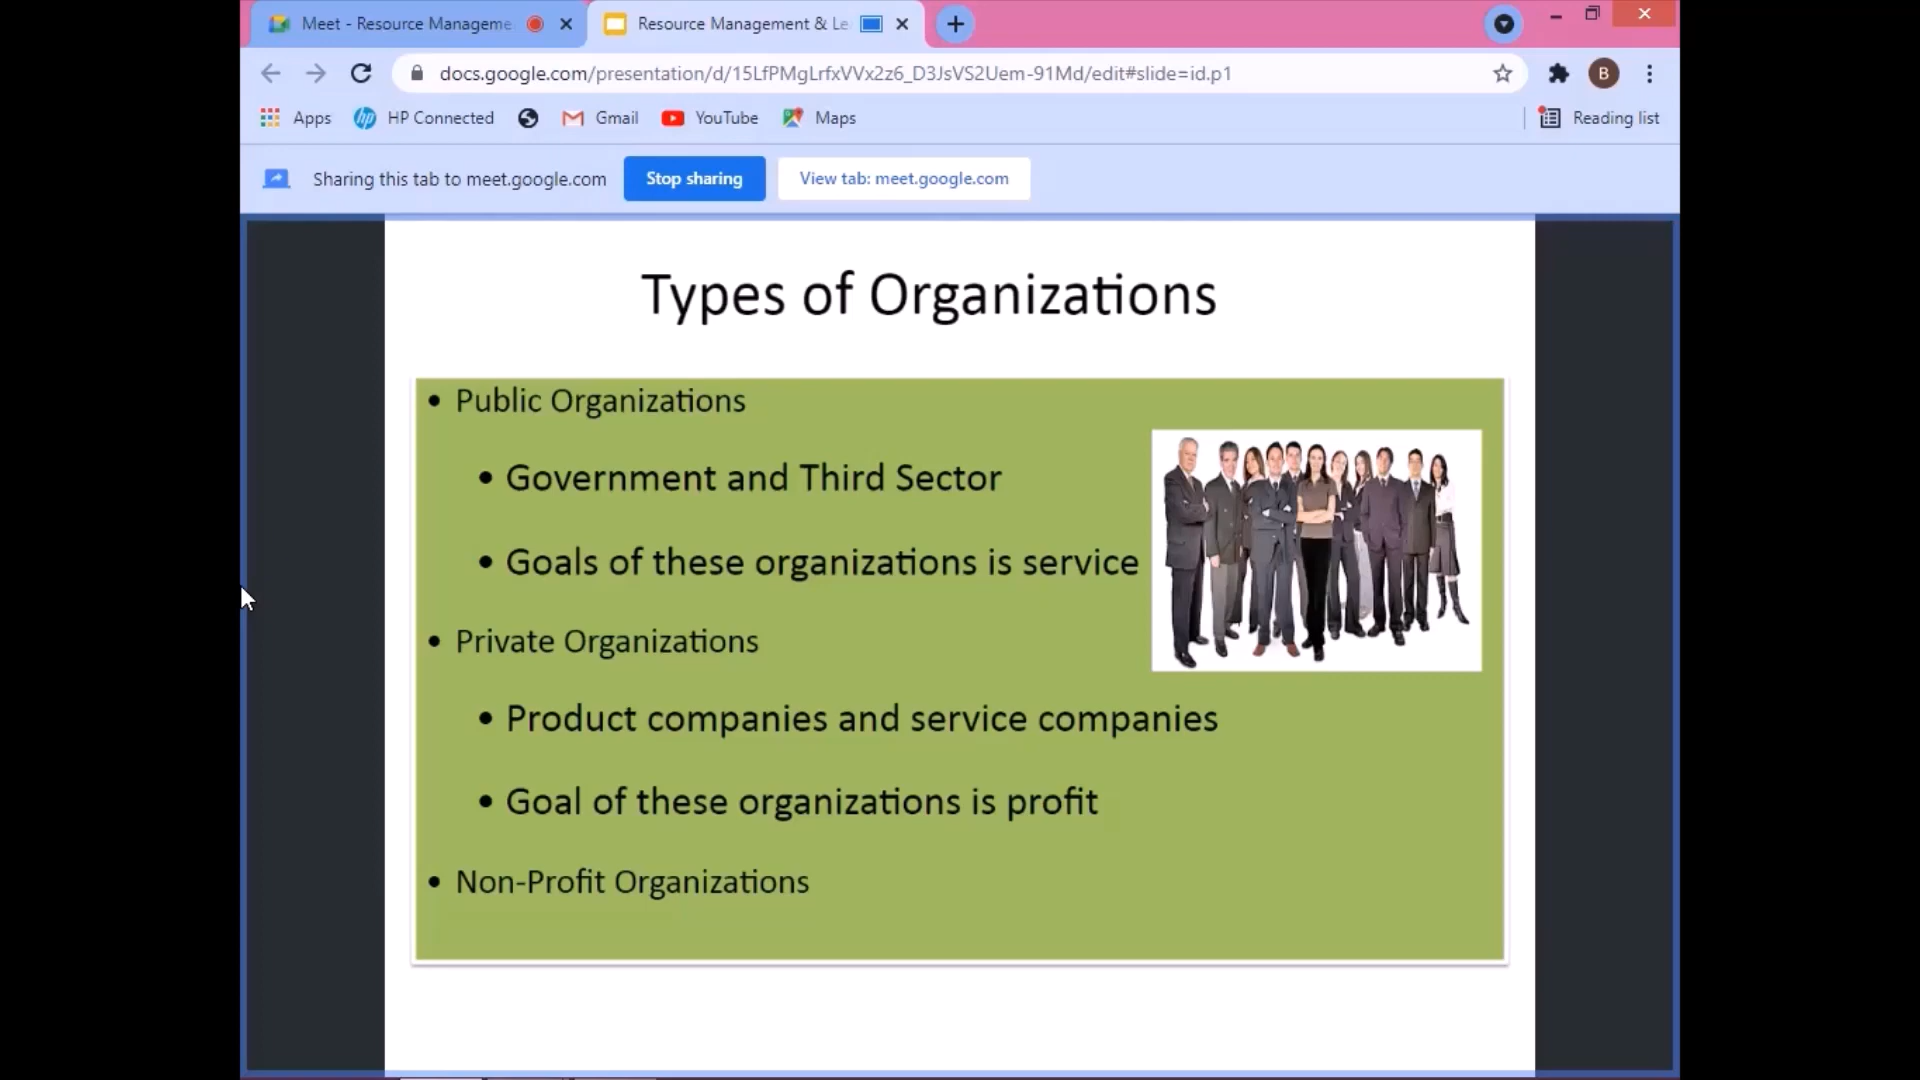 Meet - Resource Manageme
Resource Management & Le
docs.google.com/presentation/d/15LfPMgLrfxVVx2z6_D3JsVS2Uem-91Md/edit#slide=id.p1
B
Apps
hp
HP Connected
Gmail
YouTube
Maps
Reading list
Sharing this tab to meet.google.com
Stop sharing
View tab: meet.google.com
Types of Organizations
• Public Organizations
• Government and Third Sector
• Goals of these organizations is service
• Private Organizations
• Product companies and service companies
• Goal of these organizations is profit
• Non-Profit Organizations